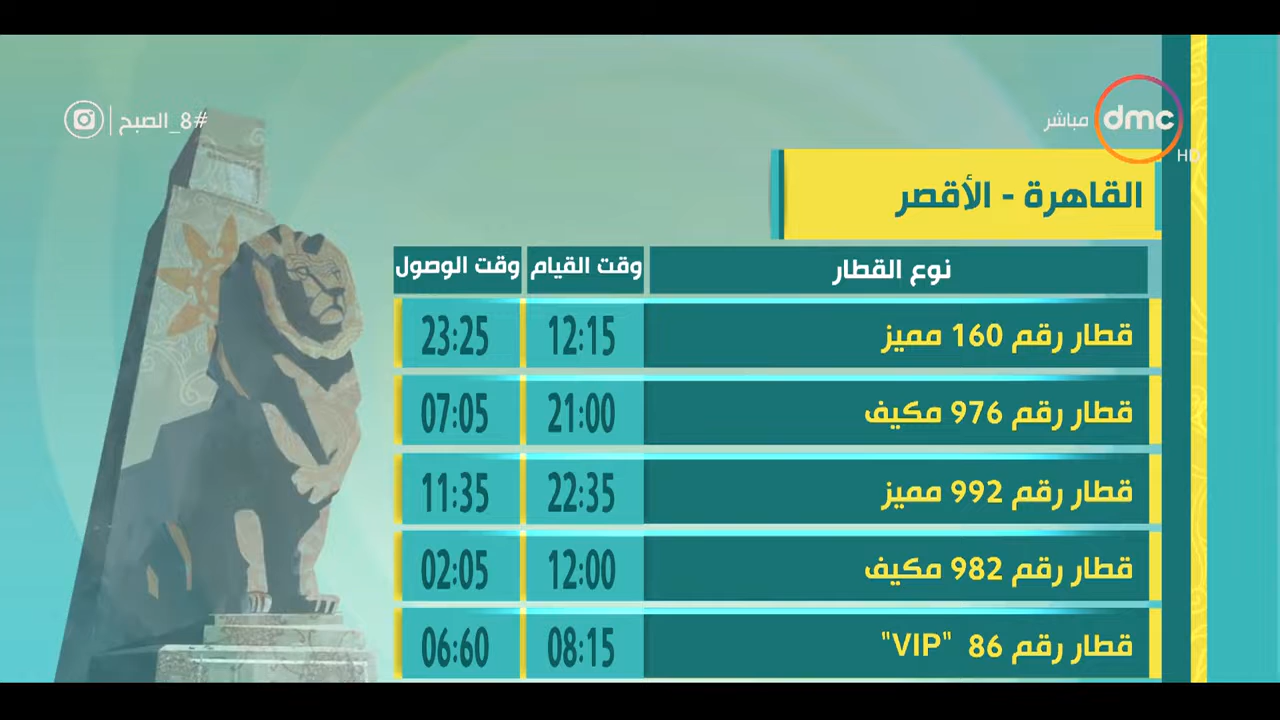 #8_الصبح
مباشر dmc
HD
القاهرة - الأقصر
نوع القطار وقت القيام وقت الوصول
قطار رقم 160 مميز 12:15 23:25
قطار رقم 976 مكيف 21:00 07:05
قطار رقم 992 مميز 22:35 11:35
قطار رقم 982 مكيف 12:00 02:05
قطار رقم 86 "VIP" 08:15 06:60